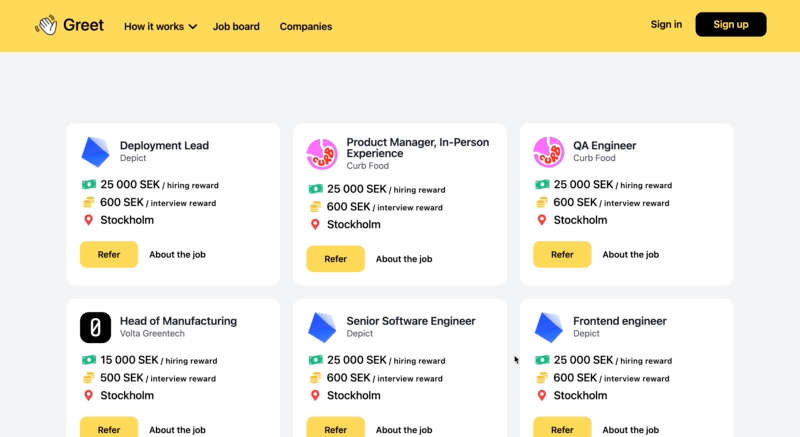 Greet
How it works
Job board
Companies
Sign in
Sign up
Deployment Lead
Depict
25 000 SEK / hiring reward
600 SEK / interview reward
Stockholm
Refer
About the job
Product Manager, In-Person
Experience
Curb Food
25 000 SEK / hiring reward
600 SEK / interview reward
Stockholm
Refer
About the job
QA Engineer
Curb Food
25 000 SEK / hiring reward
600 SEK / interview reward
Stockholm
Refer
About the job
Head of Manufacturing
Volta Greentech
15 000 SEK / hiring reward
500 SEK / interview reward
Stockholm
Refer
About the job
Senior Software Engineer
Depict
25 000 SEK / hiring reward
600 SEK / interview reward
Stockholm
Refer
About the job
Frontend engineer
Depict
25 000 SEK / hiring reward
600 SEK / interview reward
Stockholm
Refer
About the job